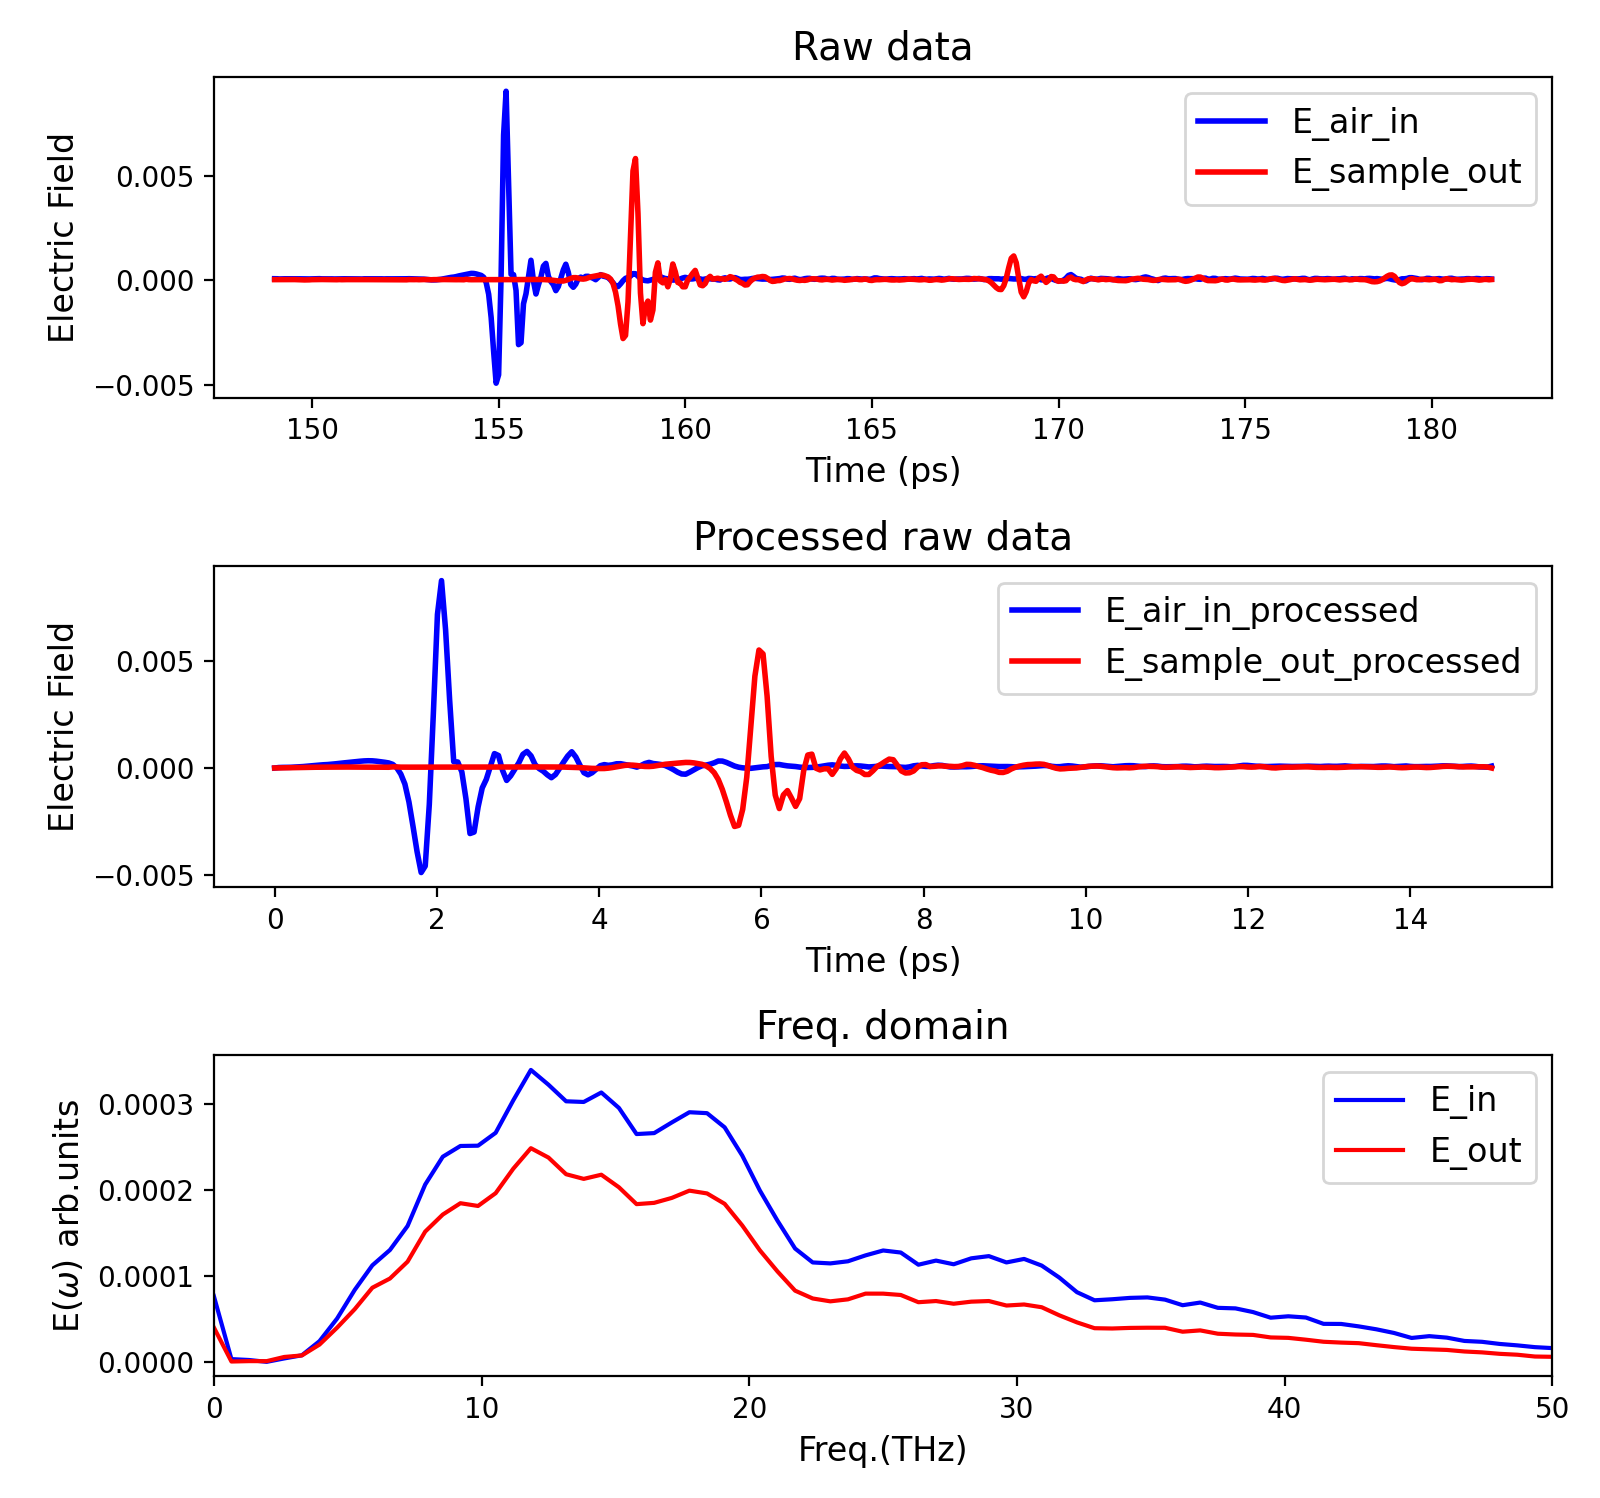 Raw data
Electric Field
0.005
0.000
−0.005
E_air_in
E_sample_out
150 155 160 165 170 175 180
Time (ps)
Processed raw data
Electric Field
0.005
0.000
−0.005
E_air_in_processed
E_sample_out_processed
0 2 4 6 8 10 12 14
Time (ps)
Freq. domain
E(ω) arb.units
0.0003
0.0002
0.0001
0.0000
E_in
E_out
0 10 20 30 40 50
Freq.(THz)